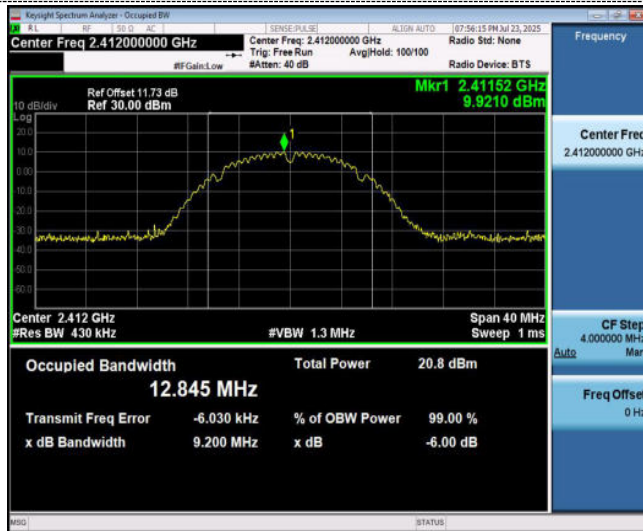 Keysight Spectrum Analyzer - Occupied BW
RL RF 50 Ω AC SENSE:PULSE ALIGN AUTO 07:56:15 PM Jul 23, 2025
Center Freq 2.412000000 GHz Center Freq: 2.412000000 GHz Radio Std: None Frequency
Trig: Free Run Avg|Hold: 100/100
#IFGain:Low #Atten: 40 dB Radio Device: BTS
Ref Offset 11.73 dB Mkr1 2.41152 GHz
10 dB/div Ref 30.00 dBm 9.9210 dBm
Log
20.0
10.0
0.00
-10.0
-20.0
-30.0
-40.0
-50.0
-60.0
1
Center Freq
2.412000000 GHz
Center 2.412 GHz Span 40 MHz
#Res BW 430 kHz #VBW 1.3 MHz Sweep 1 ms
CF Step
4.000000 MHz
Auto Man
Occupied Bandwidth Total Power 20.8 dBm
12.845 MHz
Freq Offset
0 Hz
Transmit Freq Error -6.030 kHz % of OBW Power 99.00 %
x dB Bandwidth 9.200 MHz x dB -6.00 dB
MSG STATUS